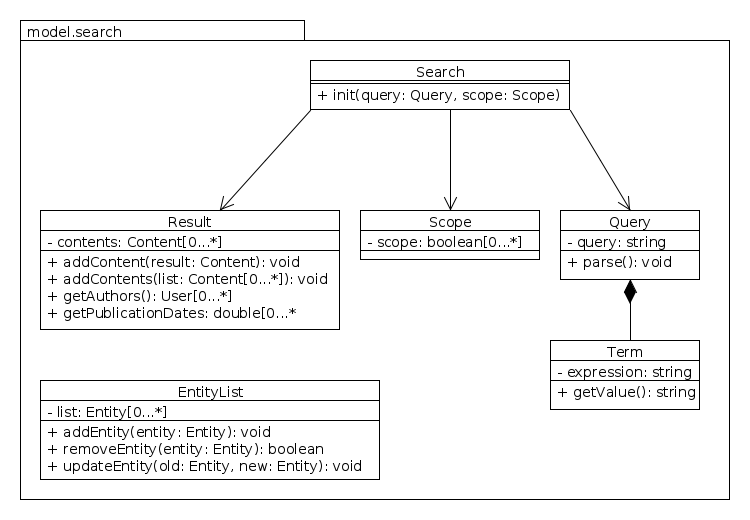 model.search
Search
+ init(query: Query, scope: Scope)
Result
- contents: Content[0...*]
+ addContent(result: Content): void
+ addContents(list: Content[0...*]): void
+ getAuthors(): User[0...*]
+ getPublicationDates: double[0...*
Scope
- scope: boolean[0...*]
Query
- query: string
+ parse(): void
Term
- expression: string
+ getValue(): string
EntityList
- list: Entity[0...*]
+ addEntity(entity: Entity): void
+ removeEntity(entity: Entity): boolean
+ updateEntity(old: Entity, new: Entity): void